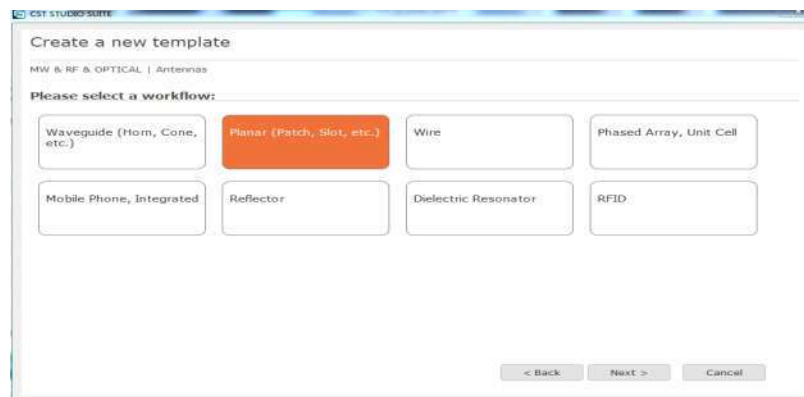 CST STUDIO SUITE
Create a new template
MW & RF & OPTICAL | Antennas
Please select a workflow:
Waveguide (Horn, Cone,
etc.)
Planar (Patch, Slot, etc.)
Wire
Phased Array, Unit Cell
Mobile Phone, Integrated
Reflector
Dielectric Resonator
RFID
< Back
Next >
Cancel